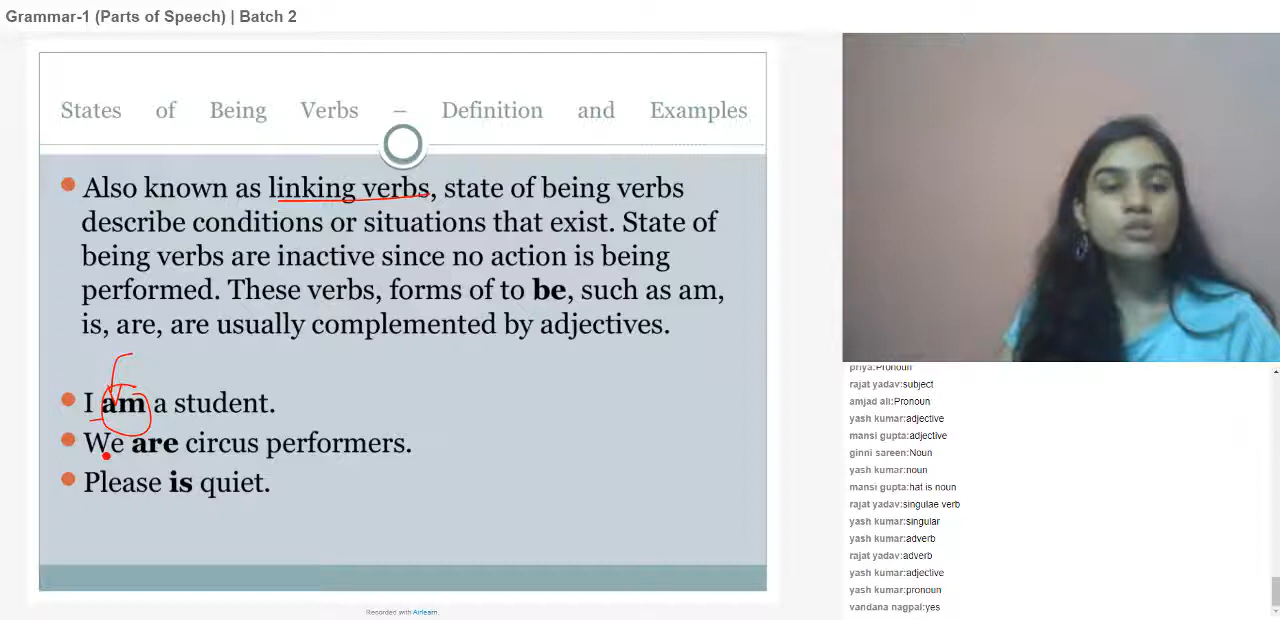 Grammar-1 (Parts of Speech) | Batch 2
States of Being Verbs – Definition and Examples
Also known as linking verbs, state of being verbs
describe conditions or situations that exist. State of
being verbs are inactive since no action is being
performed. These verbs, forms of to be, such as am,
is, are, are usually complemented by adjectives.
I am a student.
We are circus performers.
Please is quiet.
Recorded with Airlearn.
priya:Pronoun
rajat yadav:subject
amjad ali:Pronoun
yash kumar:adjective
mansi gupta:adjective
ginni sareen:Noun
yash kumar:noun
mansi gupta:hat is noun
rajat yadav:singulae verb
yash kumar:singular
yash kumar:adverb
rajat yadav:adverb
yash kumar:adjective
yash kumar:pronoun
vandana nagpal:yes